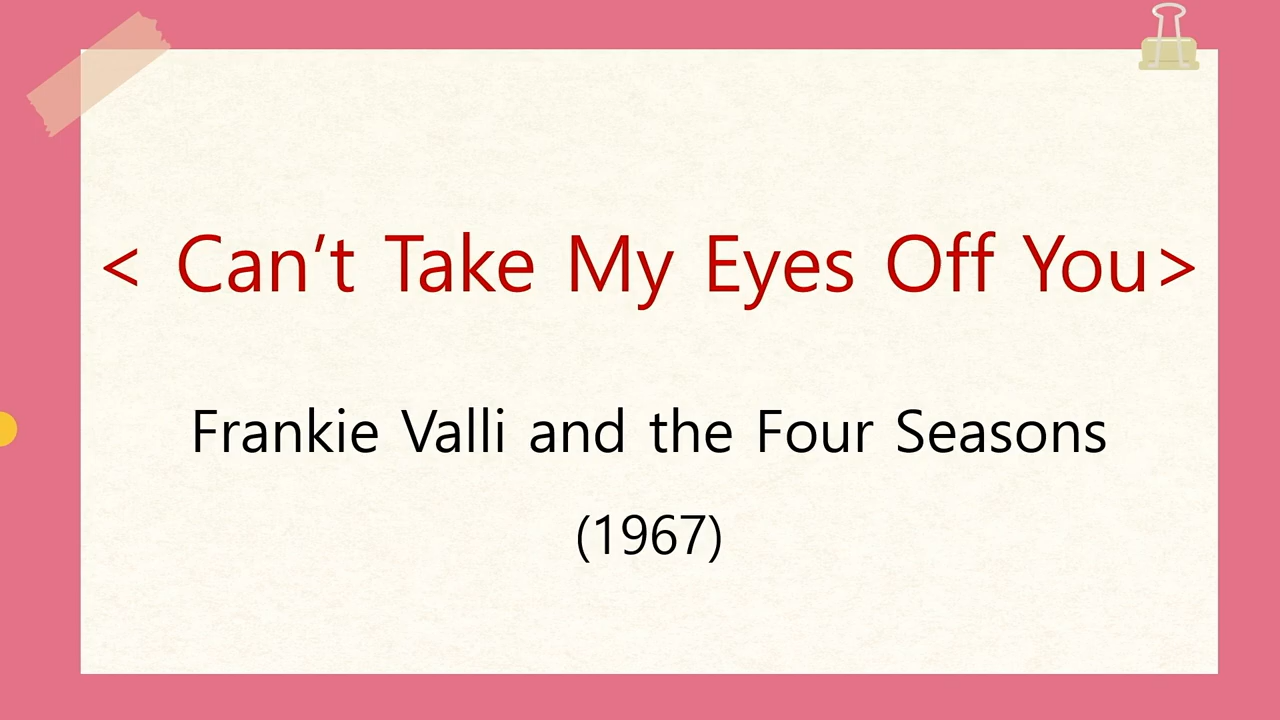 < Can’t Take My Eyes Off You>
Frankie Valli and the Four Seasons
(1967)